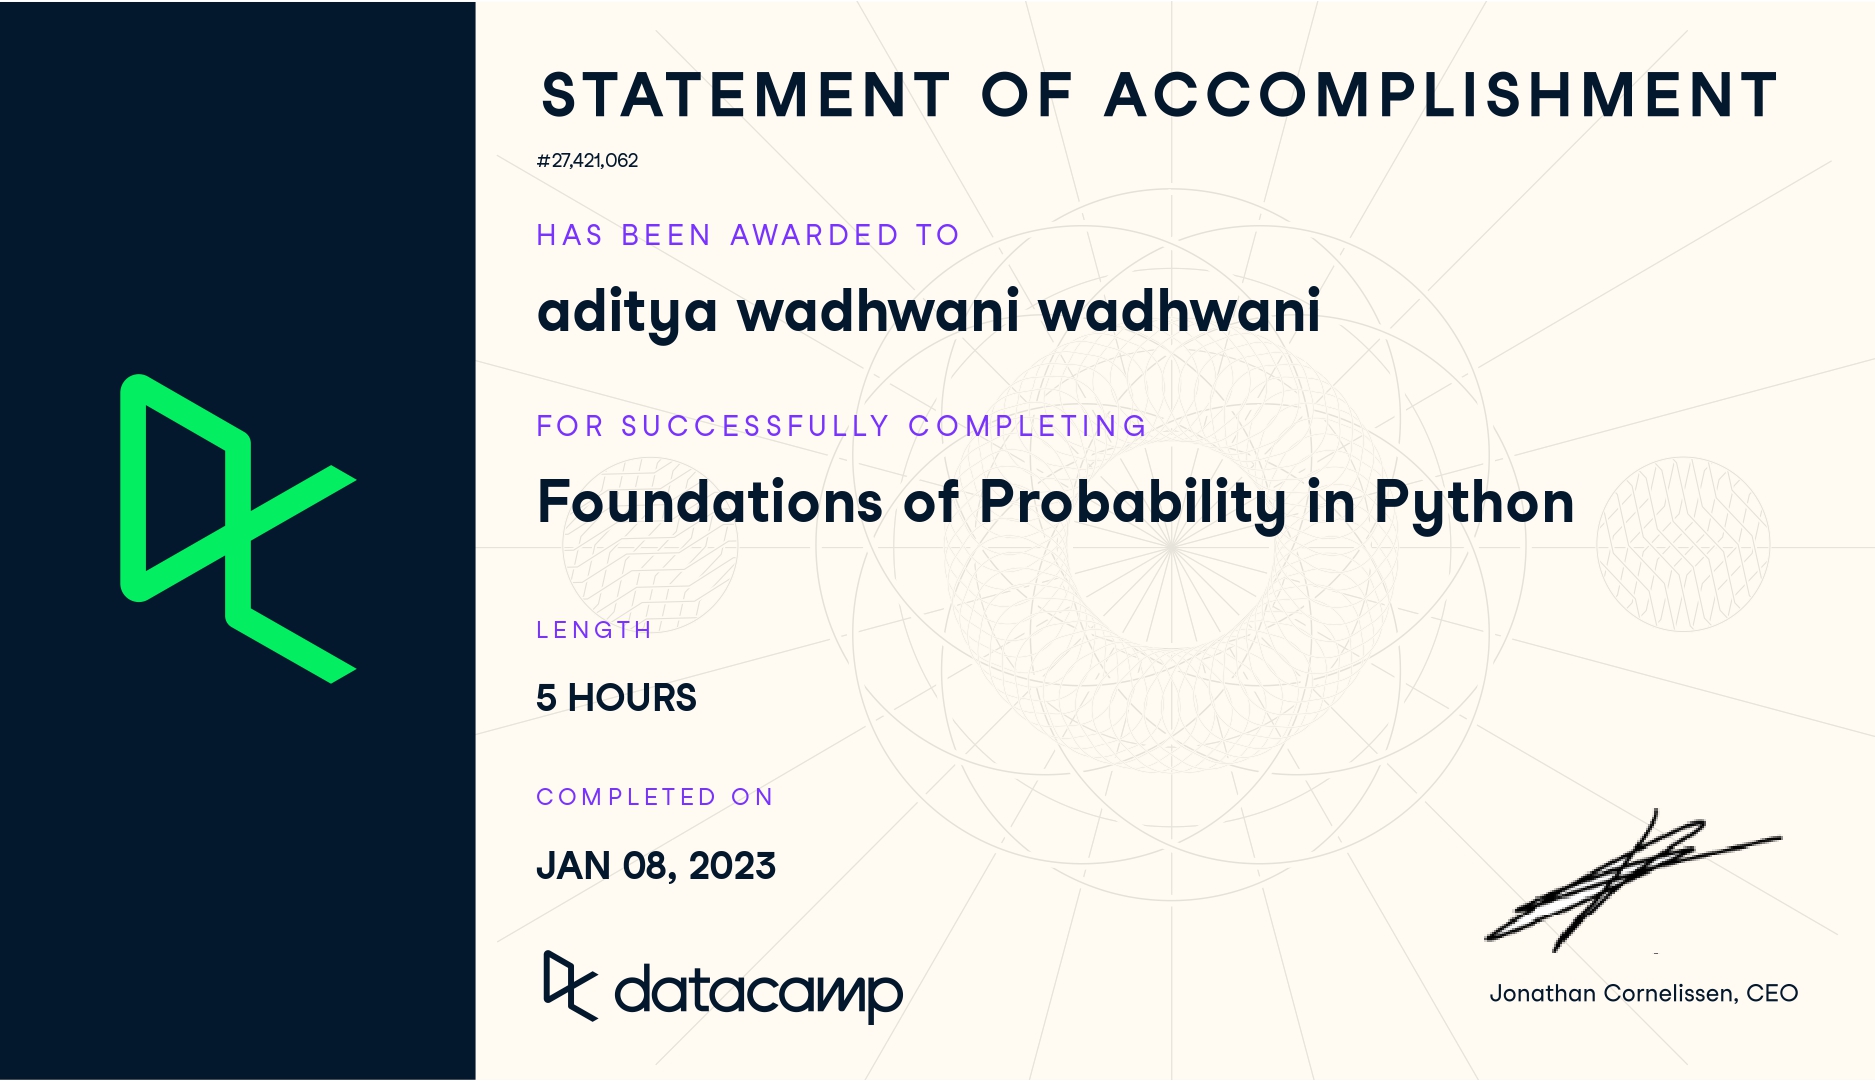 STATEMENT OF ACCOMPLISHMENT
#27,421,062
HAS BEEN AWARDED TO
aditya wadhwani wadhwani
FOR SUCCESSFULLY COMPLETING
Foundations of Probability in Python
LENGTH
5 HOURS
COMPLETED ON
JAN 08, 2023
datacamp
Jonathan Cornelissen, CEO